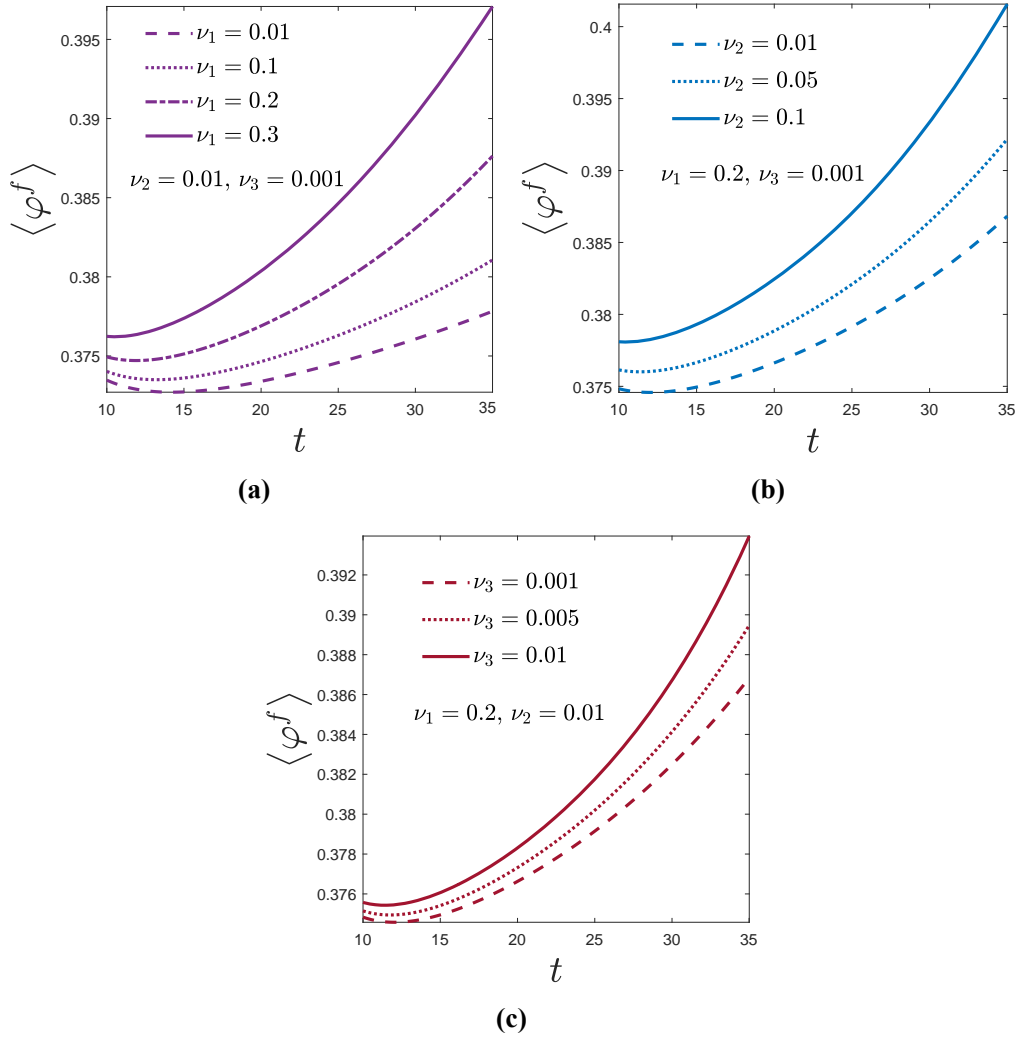 0.395
0.39
0.385
0.38
0.375
⟨φ^f⟩
ν₁ = 0.01
ν₁ = 0.1
ν₁ = 0.2
ν₁ = 0.3
ν₂ = 0.01, ν₃ = 0.001
10 15 20 25 30 35
t
(a)
0.4
0.395
0.39
0.385
0.38
0.375
⟨φ^f⟩
ν₂ = 0.01
ν₂ = 0.05
ν₂ = 0.1
ν₁ = 0.2, ν₃ = 0.001
10 15 20 25 30 35
t
(b)
0.392
0.39
0.388
0.386
0.384
0.382
0.38
0.378
0.376
⟨φ^f⟩
ν₃ = 0.001
ν₃ = 0.005
ν₃ = 0.01
ν₁ = 0.2, ν₂ = 0.01
10 15 20 25 30 35
t
(c)